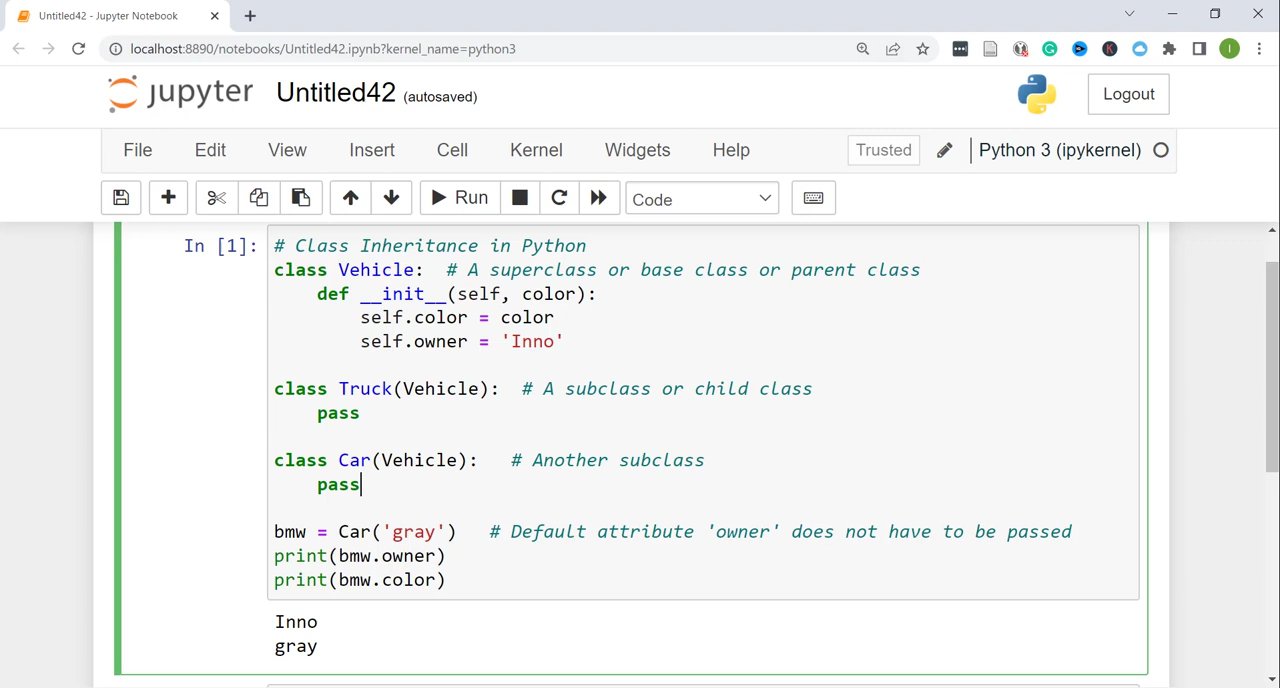 Untitled42 - Jupyter Notebook
localhost:8890/notebooks/Untitled42.ipynb?kernel_name=python3
K
I
jupyter Untitled42 (autosaved)
Logout
File Edit View Insert Cell Kernel Widgets Help Trusted Python 3 (ipykernel)
Run Code
In [1]: # Class Inheritance in Python
class Vehicle:  # A superclass or base class or parent class
    def __init__(self, color):
        self.color = color
        self.owner = 'Inno'
class Truck(Vehicle):  # A subclass or child class
    pass
class Car(Vehicle):   # Another subclass
    pass
bmw = Car('gray')   # Default attribute 'owner' does not have to be passed
print(bmw.owner)
print(bmw.color)
Inno
gray